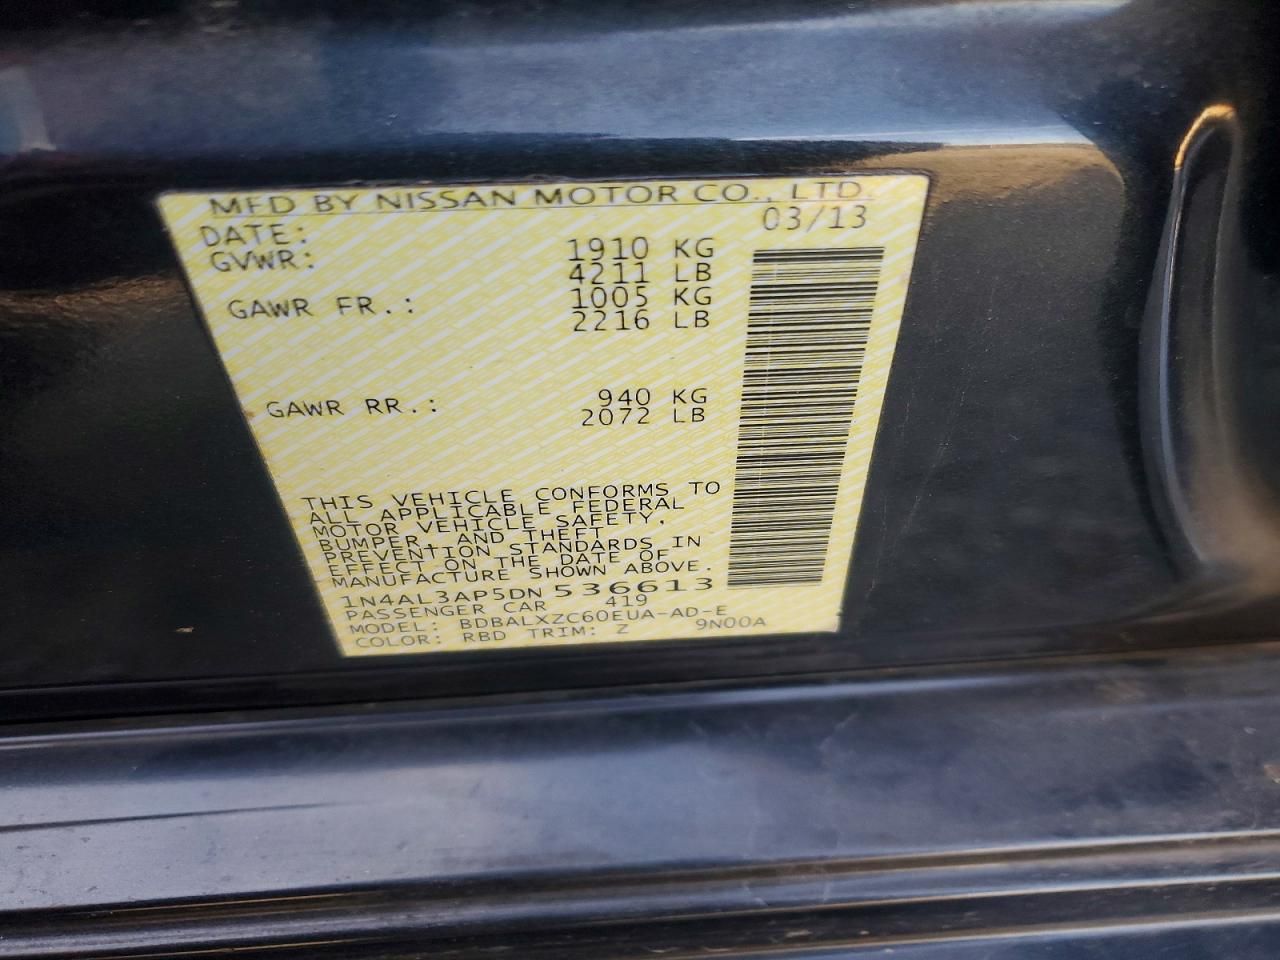 MFD BY NISSAN MOTOR CO., LTD.
DATE: 03/13
GVWR: 1910 KG
4211 LB
GAWR FR.: 1005 KG
2216 LB
GAWR RR.: 940 KG
2072 LB
THIS VEHICLE CONFORMS TO
ALL APPLICABLE FEDERAL
MOTOR VEHICLE SAFETY,
BUMPER, AND THEFT
PREVENTION STANDARDS IN
EFFECT ON THE DATE OF
MANUFACTURE SHOWN ABOVE.
1N4AL3AP5DN536613
PASSENGER CAR 419
MODEL: BDBALXZC60EUA-AD-E
COLOR: RBD TRIM: Z 9N00A